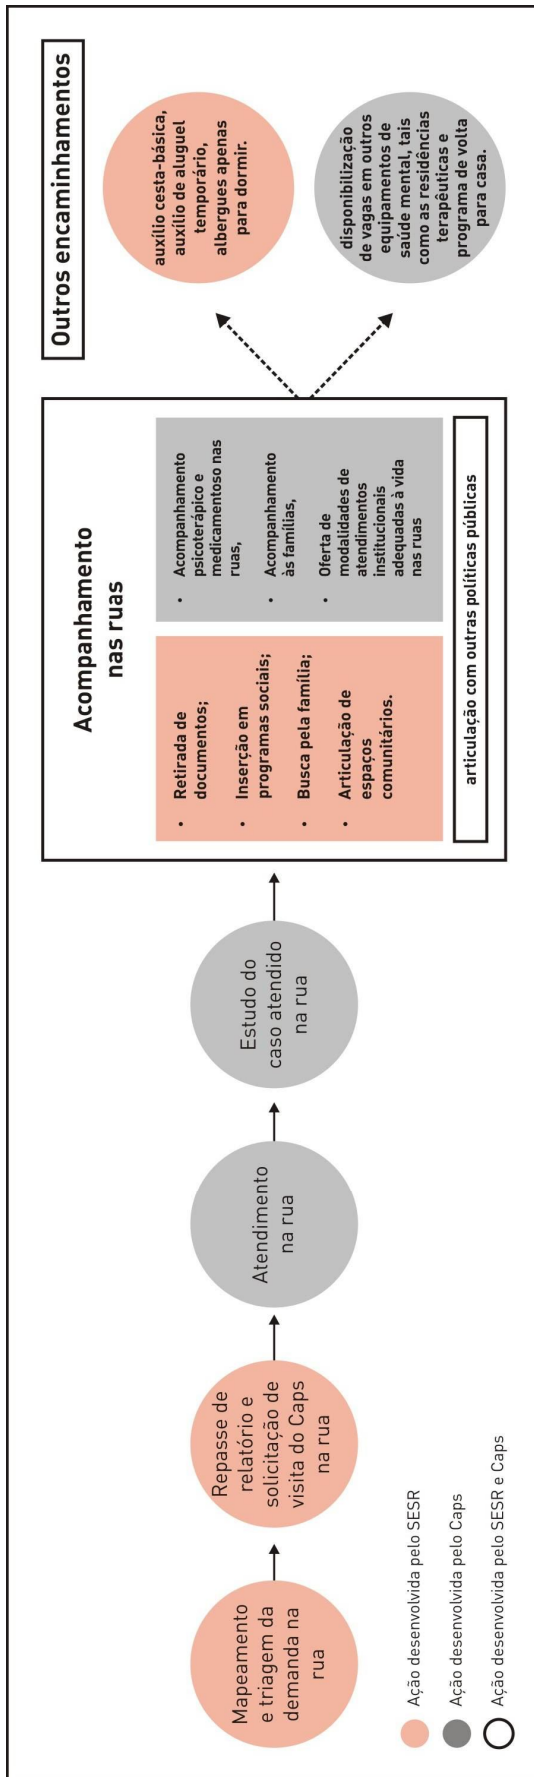 Mapeamento
e triagem da
demanda na
rua
Repasse de
relatório e
solicitação de
visita do Caps
na rua
Atendimento
na rua
Estudo do
caso atendido
na rua
Acompanhamento
nas ruas
• Retirada de
documentos;
• Inserção em
programas sociais;
• Busca pela família;
• Articulação de
espaços
comunitários.
• Acompanhamento
psicoterápico e
medicamentoso nas
ruas,
• Acompanhamento
às famílias,
• Oferta de
modalidades de
atendimentos
institucionais
adequadas à vida
nas ruas
articulação com outras políticas públicas
Outros encaminhamentos
auxílio cesta-básica,
auxílio de aluguel
temporário,
albergues apenas
para dormir.
disponibilização
de vagas em outros
equipamentos de
saúde mental, tais
como as residências
terapêuticas e
programa de volta
para casa.
Ação desenvolvida pelo SESR
Ação desenvolvida pelo Caps
Ação desenvolvida pelo SESR e Caps